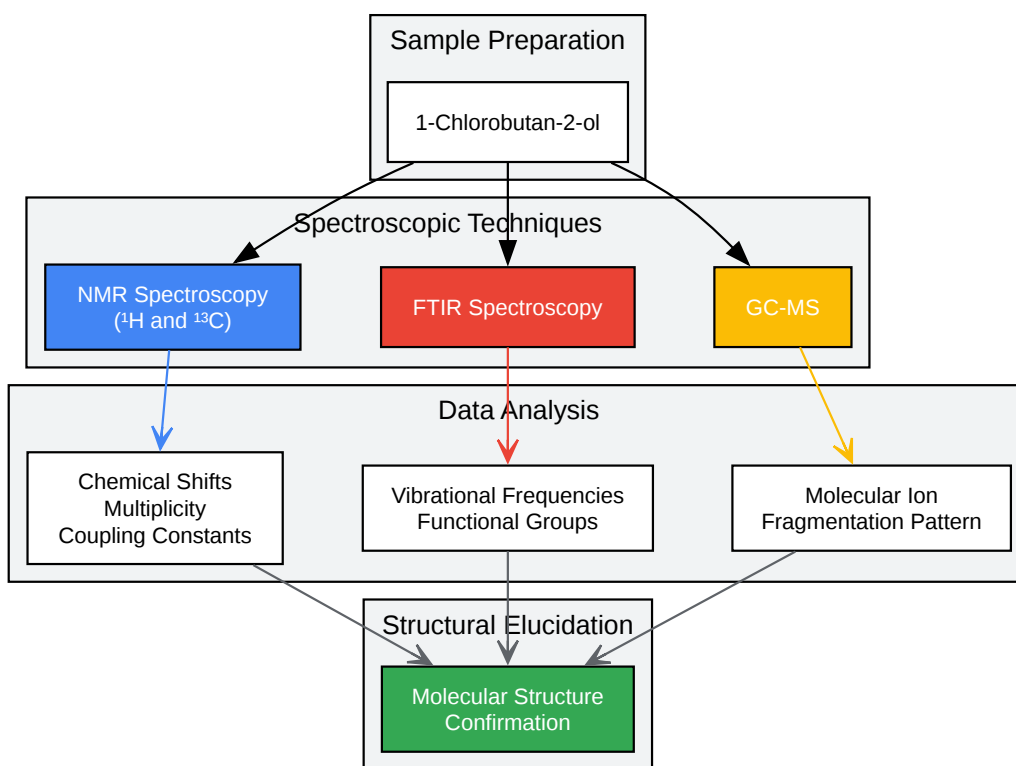 Sample Preparation
1-Chlorobutan-2-ol
Spectroscopic Techniques
NMR Spectroscopy
(¹H and ¹³C)
FTIR Spectroscopy
GC-MS
Data Analysis
Chemical Shifts
Multiplicity
Coupling Constants
Vibrational Frequencies
Functional Groups
Molecular Ion
Fragmentation Pattern
Structural Elucidation
Molecular Structure
Confirmation